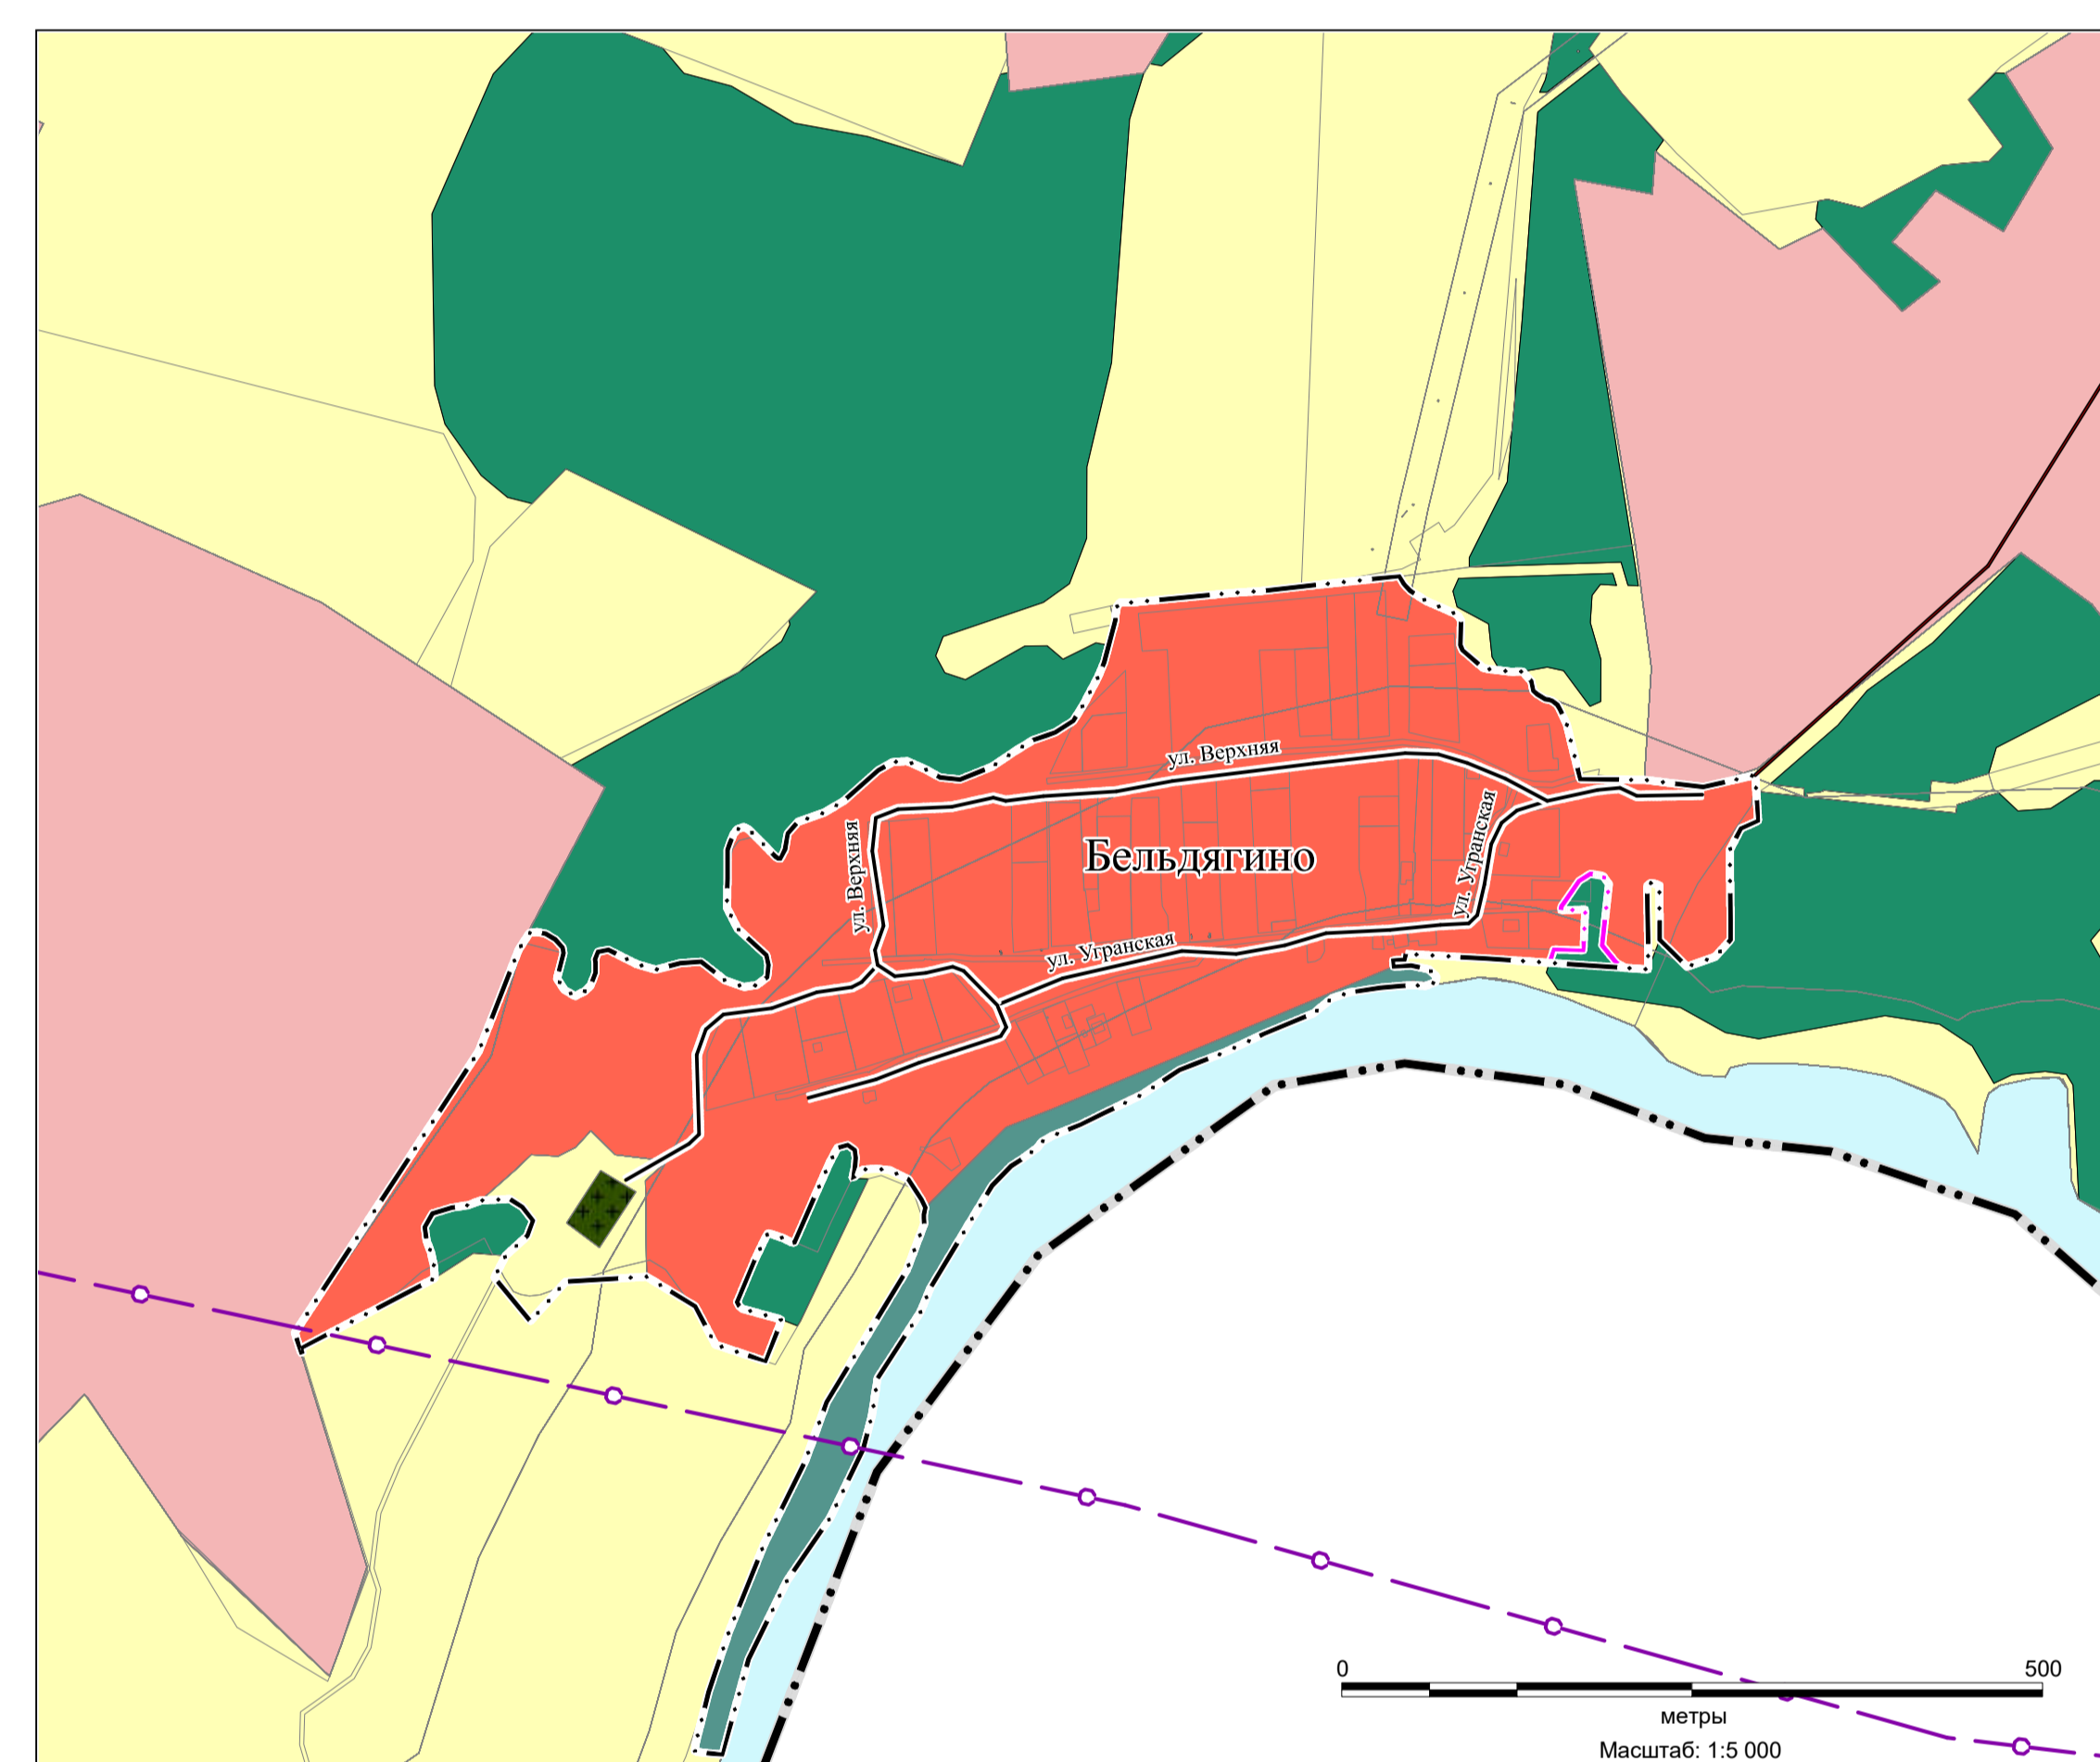 ул. Верхняя
ул. Верхняя
Бельдягино
ул. Угранская
ул. Угранская
0 500
метры
Масштаб: 1:5 000